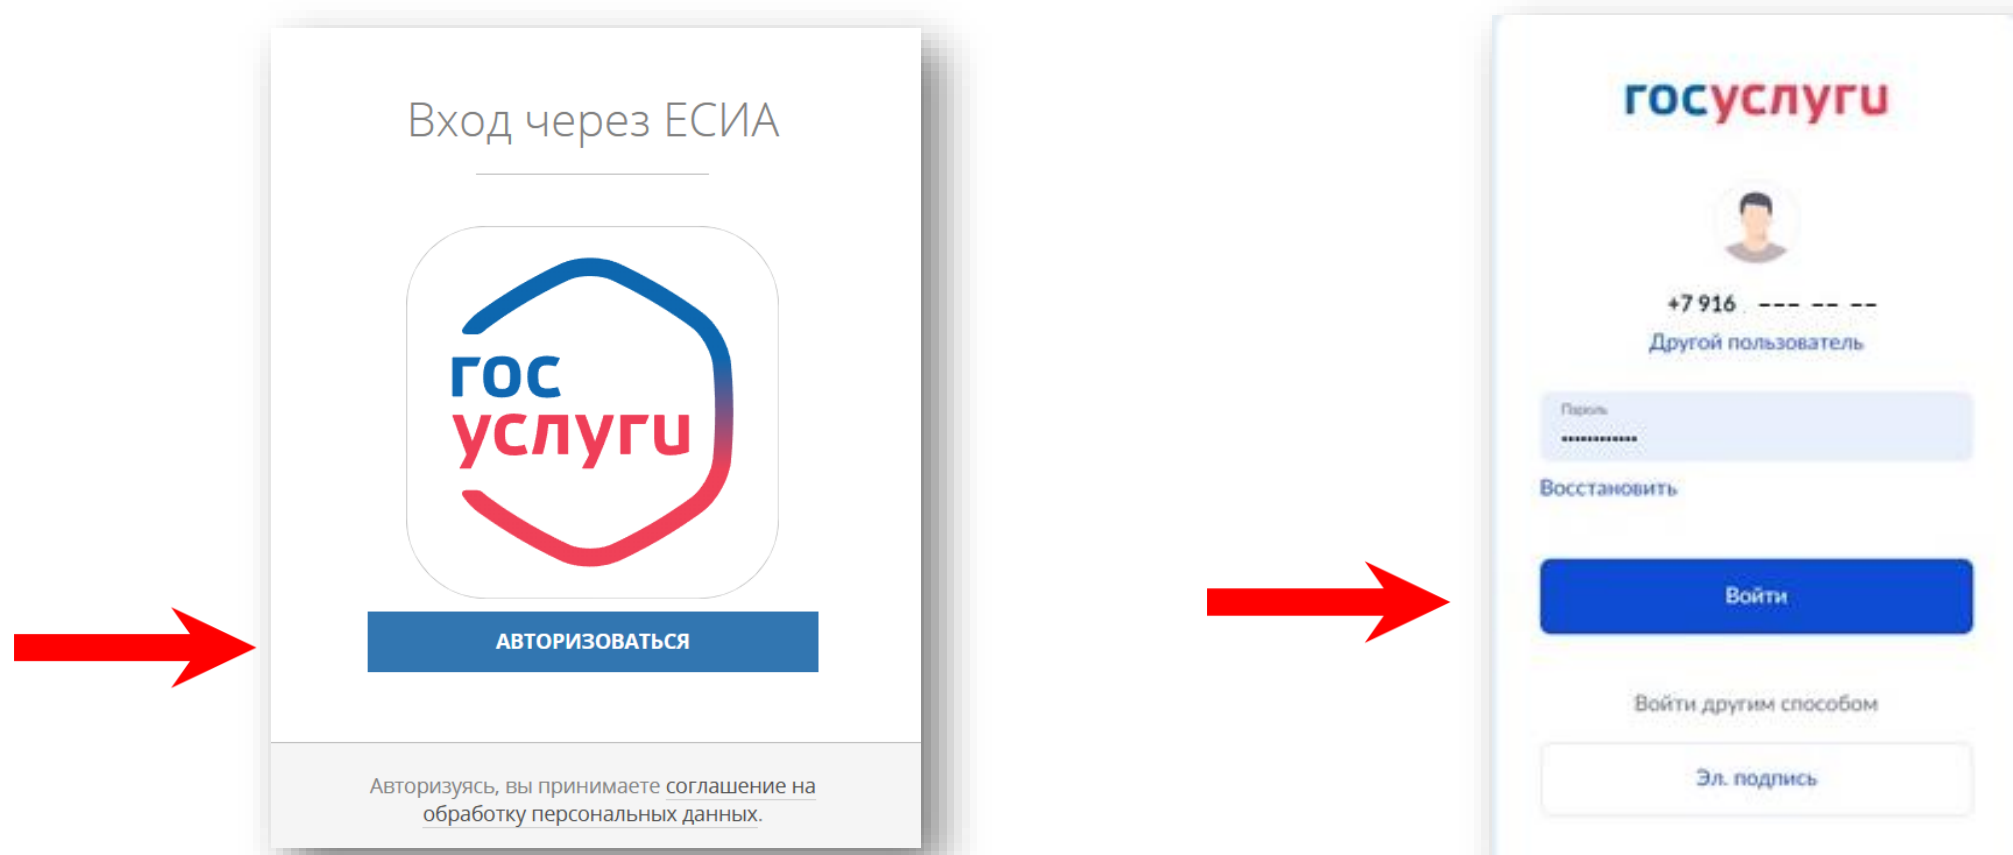 Вход через ЕСИА
гос
услуги
АВТОРИЗОВАТЬСЯ
Авторизуясь, вы принимаете соглашение на
обработку персональных данных.
госуслуги
+7 916 --- -- --
Другой пользователь
Пароль
Восстановить
Войти
Войти другим способом
Эл. подпись